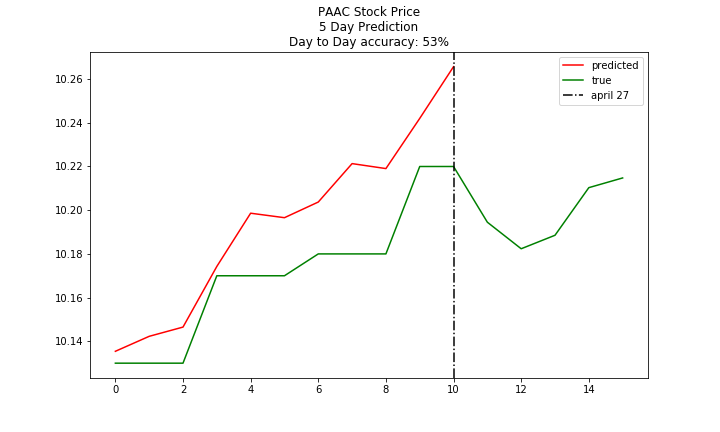 PAAC Stock Price
5 Day Prediction
Day to Day accuracy: 53%
predicted
true
april 27
10.26
10.24
10.22
10.20
10.18
10.16
10.14
0 2 4 6 8 10 12 14